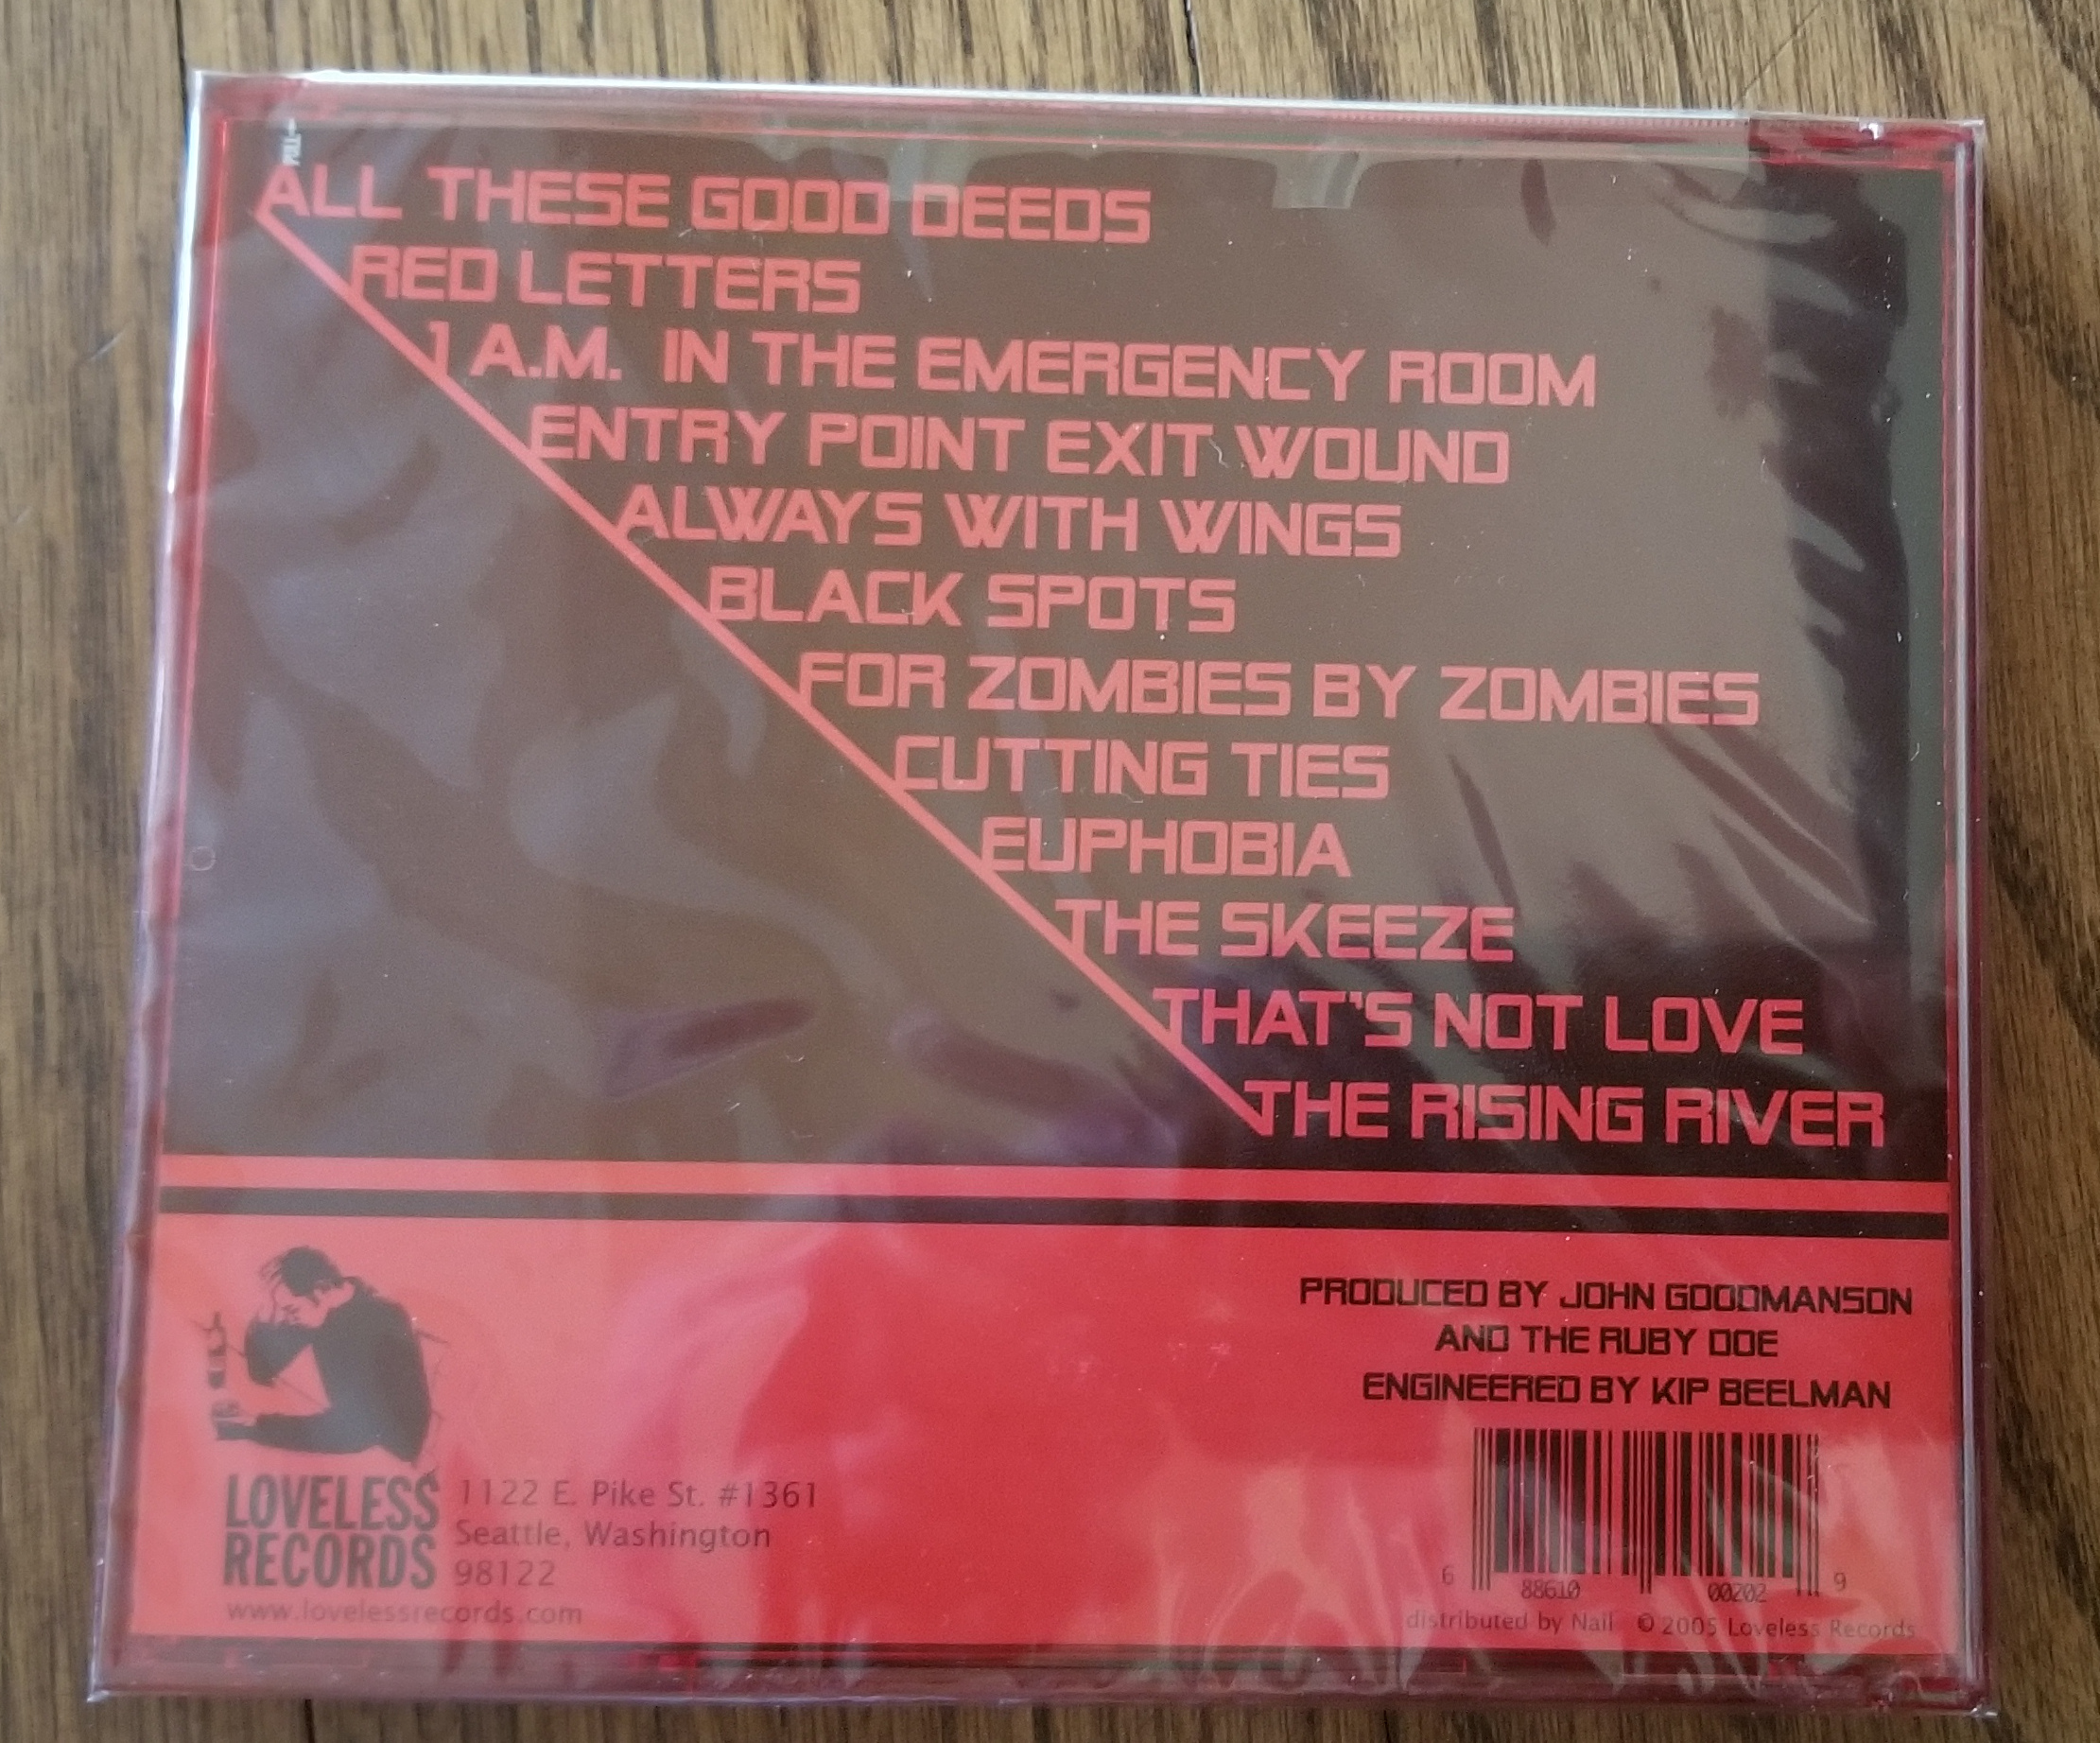 PULL
ALL THESE GOOD DEEDS
RED LETTERS
1 A.M. IN THE EMERGENCY ROOM
ENTRY POINT EXIT WOUND
ALWAYS WITH WINGS
BLACK SPOTS
FOR ZOMBIES BY ZOMBIES
CUTTING TIES
EUPHOBIA
THE SKEEZE
THAT'S NOT LOVE
THE RISING RIVER
PRODUCED BY JOHN GOODMANSON
AND THE RUBY DOE
ENGINEERED BY KIP BEELMAN
LOVELESS
RECORDS
1122 E. Pike St. #1361
Seattle, Washington
98122
www.lovelessrecords.com
6 88610 00202 9
distributed by Nail © 2005 Loveless Records